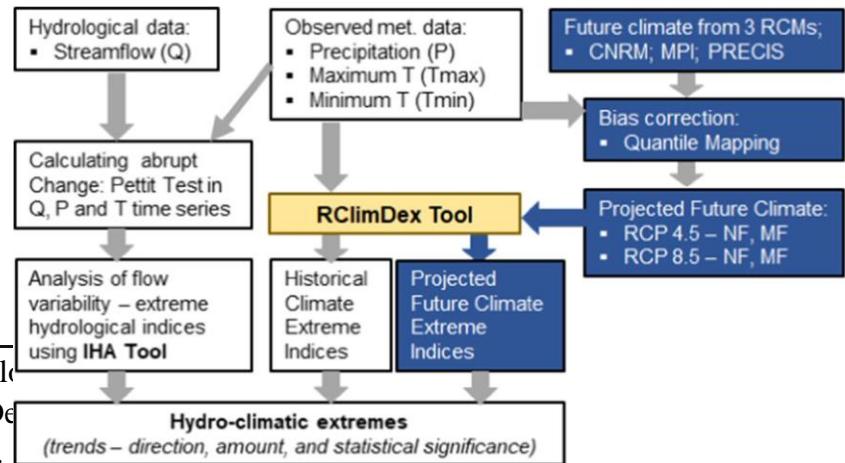 Hydrological data:
▪ Streamflow (Q)
Observed met. data:
▪ Precipitation (P)
▪ Maximum T (Tmax)
▪ Minimum T (Tmin)
Future climate from 3 RCMs;
▪ CNRM; MPI; PRECIS
Bias correction:
▪ Quantile Mapping
Calculating abrupt
Change: Pettit Test in
Q, P and T time series
RClimDex Tool
Projected Future Climate:
▪ RCP 4.5 – NF, MF
▪ RCP 8.5 – NF, MF
Analysis of flow
variability – extreme
hydrological indices
using IHA Tool
Historical
Climate
Extreme
Indices
Projected
Future Climate
Extreme
Indices
Hydro-climatic extremes
(trends – direction, amount, and statistical significance)